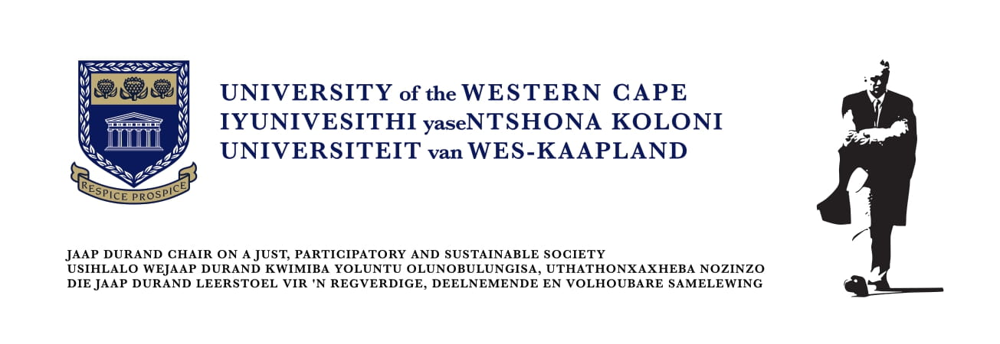 UNIVERSITY of the WESTERN CAPE
IYUNIVESITHI yaseNTSHONA KOLONI
UNIVERSITEIT van WES-KAAPLAND
RESPICE PROSPICE
JAAP DURAND CHAIR ON A JUST, PARTICIPATORY AND SUSTAINABLE SOCIETY
USIHLALO WEJAAP DURAND KWIMIBA YOLUNTU OLUNOBULUNGISA, UTHATHONXAXHEBA NOZINZO
DIE JAAP DURAND LEERSTOEL VIR 'N REGVERDIGE, DEELNEMENDE EN VOLHOUBARE SAMELEWING